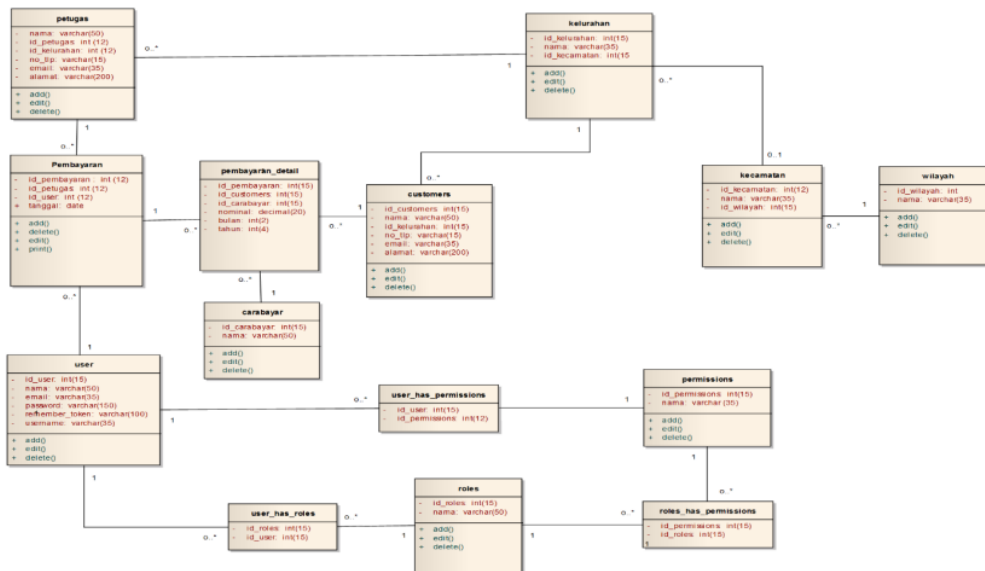 petugas
- nama: varchar(50)
- id_petugas: int (12)
- id_kelurahan: int (12)
- no_tlp: varchar(15)
- email: varchar(35)
- alamat: varchar(200)
+ add()
+ edit()
+ delete()
0..*
1
kelurahan
- id_kelurahan: int(15)
- nama: varchar(35)
- id_kecamatan: int(15
+ add()
+ edit()
+ delete()
0..*
1
0..*
1
Pembayaran
- id_pembayaran : int (12)
- id_petugas: int (12)
- id_user: int (12)
+ tanggal: date
+ add()
+ delete()
+ edit()
+ print()
1
0..*
pembayaran_detail
- id_pembayaran: int(15)
- id_customers: int(15)
- id_carabayar: int(15)
- nominal: decimal(20)
- bulan: int(2)
- tahun: int(4)
0..*
1
0..*
customers
- id_customers: int(15)
- nama: varchar(50)
- id_kelurahan: int(15)
- no_tlp: varchar(15)
- email: varchar(35)
- alamat: varchar(200)
+ add()
+ edit()
+ delete()
0..1
kecamatan
- id_kecamatan: int(12)
- nama: varchar(35)
- id_wilayah: int(15)
+ add()
+ edit()
+ delete()
0..*
1
wilayah
- id_wilayah: int
- nama: varchar(35)
+ add()
+ edit()
+ delete()
0..*
1
carabayar
- id_carabayar: int(15)
- nama: varchar(50)
+ add()
+ edit()
+ delete()
0..*
1
user
- id_user: int(15)
- nama: varchar(50)
- email: varchar(35)
- password: varchar(150)
- remember_token: varchar(100)
- username: varchar(35)
+ add()
+ edit()
+ delete()
1
0..*
user_has_permissions
- id_user: int(15)
- id_permissions: int(12)
1
permissions
- id_permissions: int(15)
- nama: varchar (35)
+ add()
+ edit()
+ delete()
1
0..*
1
user_has_roles
- id_roles: int(15)
- id_user: int(15)
0..*
0..*
1
roles
- id_roles: int(15)
- nama: varchar(50)
+ add()
+ edit()
+ delete()
1
0..*
roles_has_permissions
- id_permissions: int(15)
- id_roles: int(15)
1